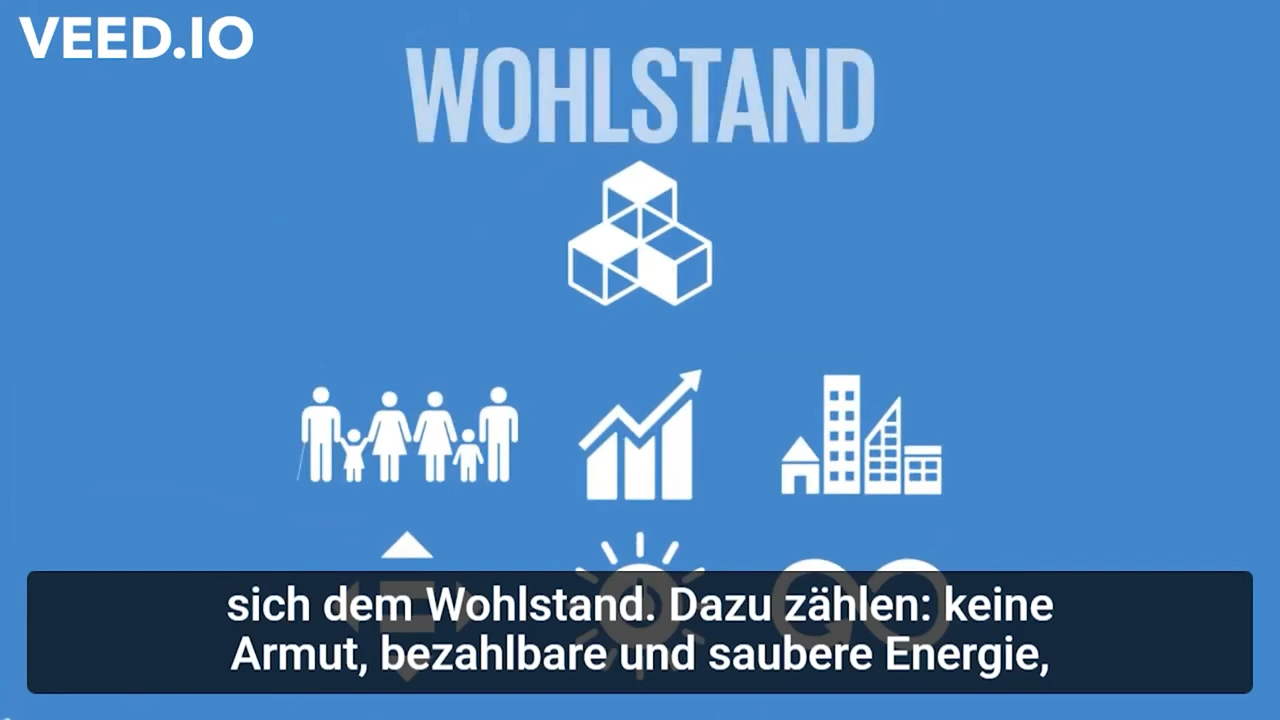 VEED.IO
WOHLSTAND
sich dem Wohlstand. Dazu zählen: keine
Armut, bezahlbare und saubere Energie,